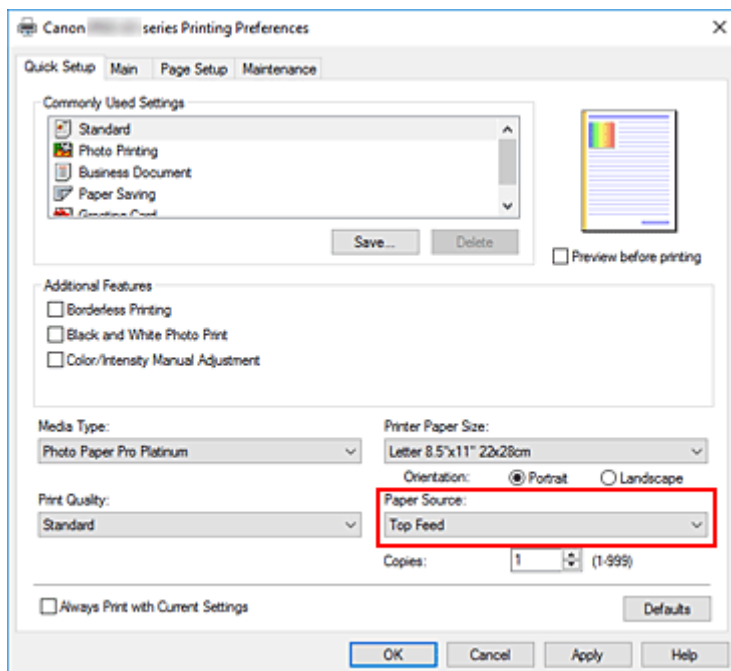 Canon series Printing Preferences
Quick Setup Main Page Setup Maintenance
Commonly Used Settings
Standard
Photo Printing
Business Document
Paper Saving
Greeting Card
Save... Delete
Preview before printing
Additional Features
Borderless Printing
Black and White Photo Print
Color/Intensity Manual Adjustment
Media Type:
Photo Paper Pro Platinum
Printer Paper Size:
Letter 8.5"x11" 22x28cm
Orientation: Portrait Landscape
Print Quality:
Standard
Paper Source:
Top Feed
Copies: 1 (1-999)
Always Print with Current Settings
Defaults
OK Cancel Apply Help